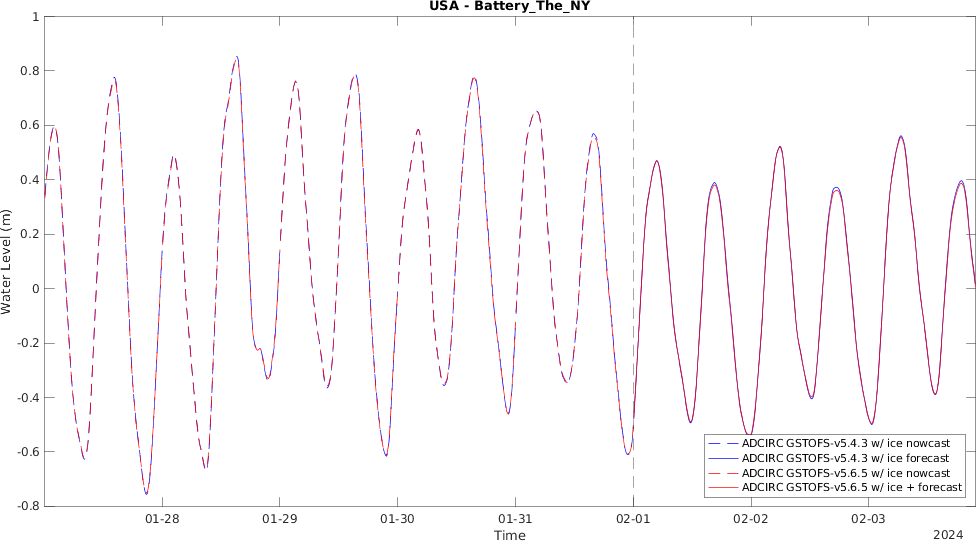 USA - Battery_The_NY
1
0.8
0.6
0.4
0.2
0
-0.2
-0.4
-0.6
-0.8
Water Level (m)
ADCIRC GSTOFS-v5.4.3 w/ ice nowcast
ADCIRC GSTOFS-v5.4.3 w/ ice forecast
ADCIRC GSTOFS-v5.6.5 w/ ice nowcast
ADCIRC GSTOFS-v5.6.5 w/ ice + forecast
01-28 01-29 01-30 01-31 02-01 02-02 02-03
Time
2024